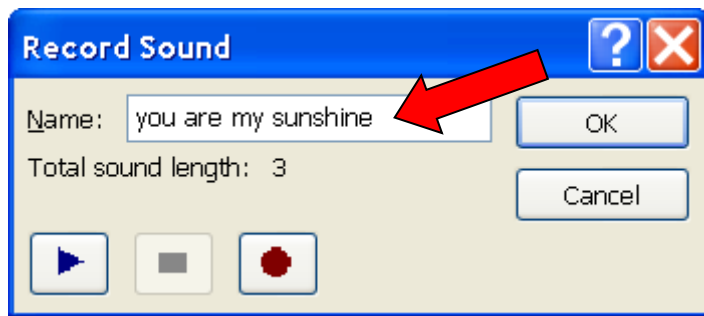 Record Sound
Name: you are my sunshine
OK
Total sound length: 3
Cancel